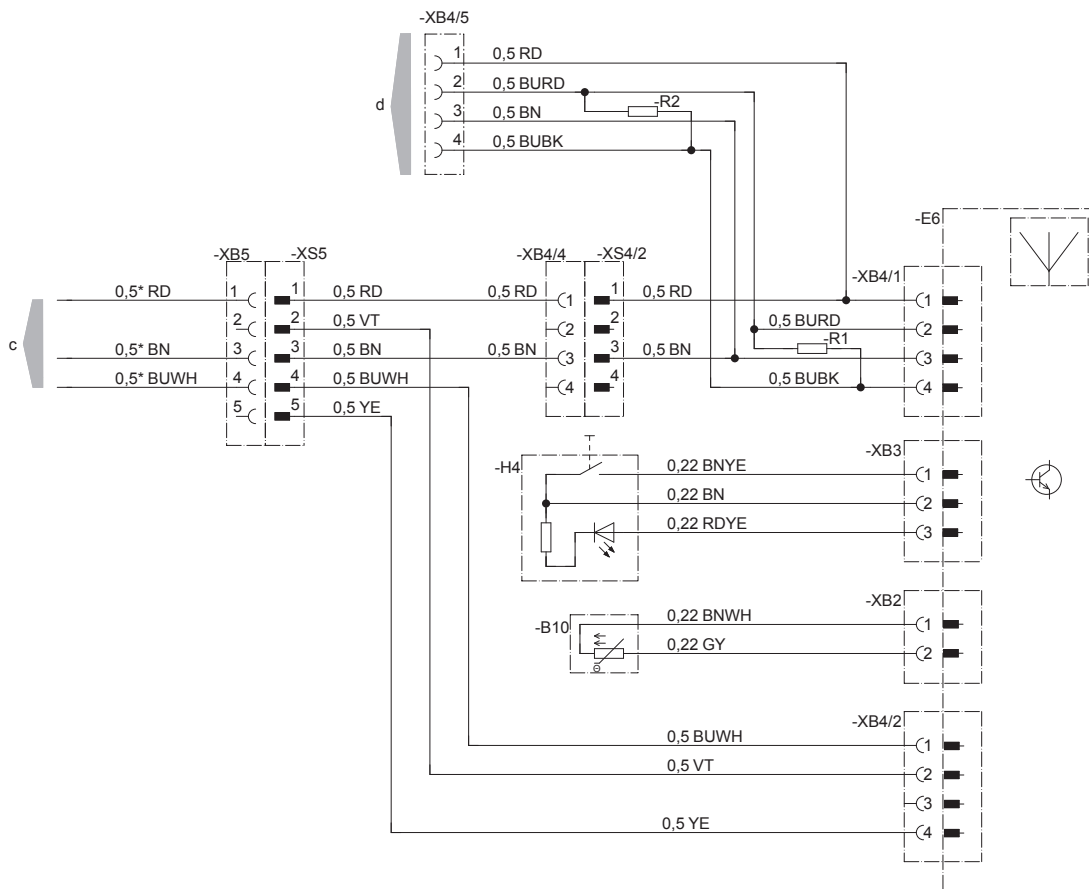 -XB4/5
1 0,5 RD
2 0,5 BURD
-R2
d
3 0,5 BN
4 0,5 BUBK
-E6
-XB5 -XS5 -XB4/4 -XS4/2
-XB4/1
0,5* RD 1 1 0,5 RD 0,5 RD 1 1 0,5 RD 1
2 2 0,5 VT 2 2 0,5 BURD 2
-R1
c
0,5* BN 3 3 0,5 BN 0,5 BN 3 3 0,5 BN 3
0,5* BUWH 4 4 0,5 BUWH 4 4 0,5 BUBK 4
5 5 0,5 YE
-XB3
-H4 0,22 BNYE 1
0,22 BN 2
0,22 RDYE 3
-XB2
-B10 0,22 BNWH 1
0,22 GY 2
-XB4/2
0,5 BUWH 1
0,5 VT 2
3
0,5 YE 4